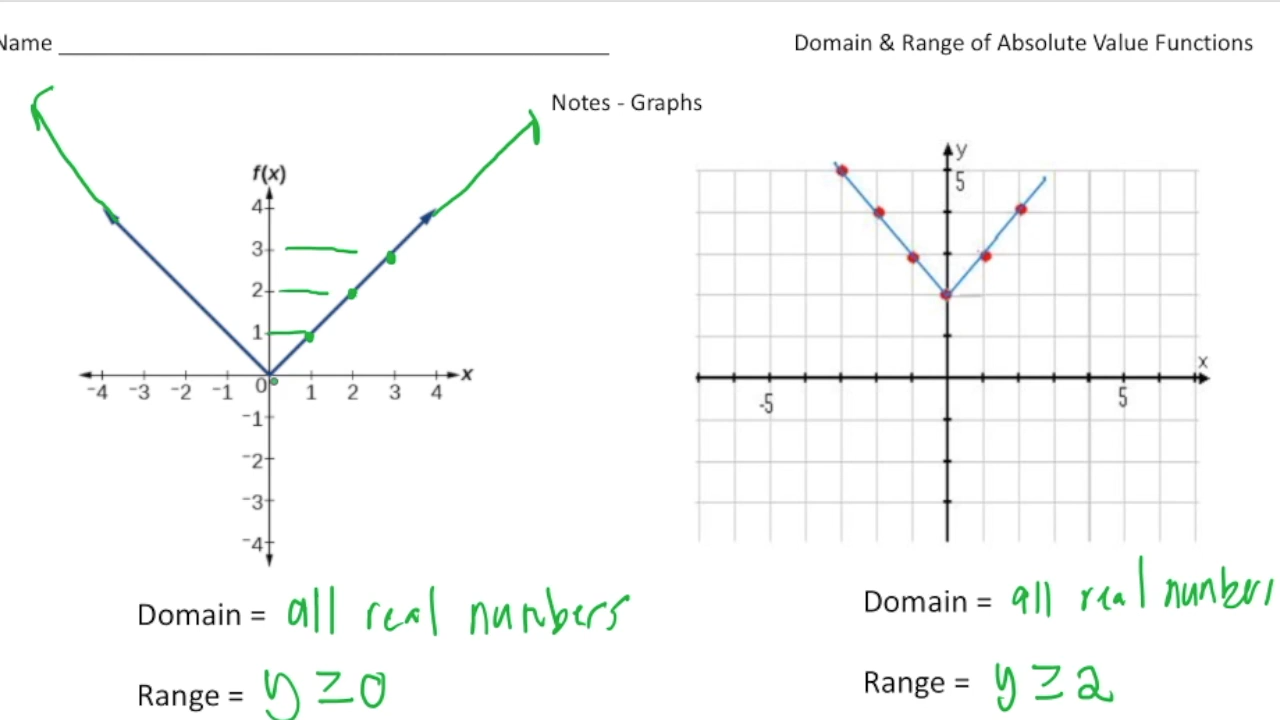 Name
Domain & Range of Absolute Value Functions
Notes - Graphs
f(x)
4
3
2
1
-4 -3 -2 -1 0 1 2 3 4 x
-1
-2
-3
-4
y
5
x
-5 5
Domain = all real numbers
Range = y ≥ 0
Domain = all real numbers
Range = y ≥ 2